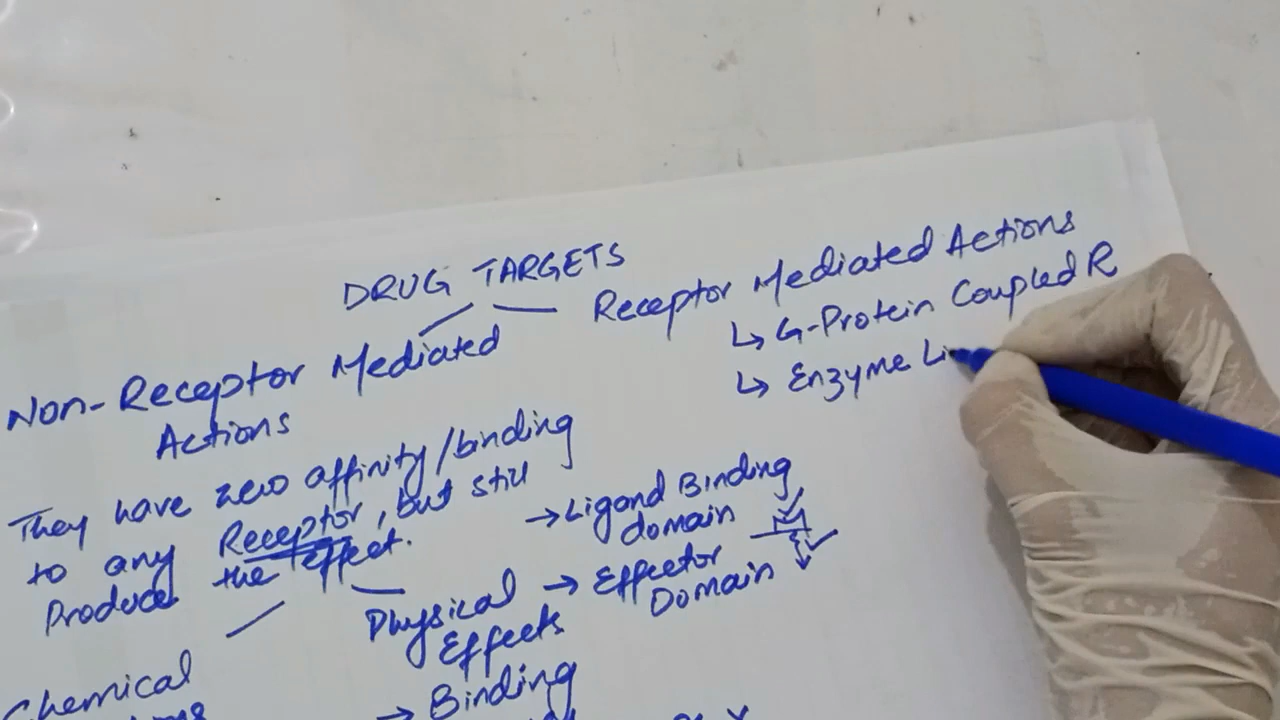 DRUG TARGETS
Receptor Mediated Actions
↳ G-Protein Coupled R
↳ Enzyme Li
Non-Receptor Mediated
Actions
They have zero affinity/binding
to any Receptor, but still
Produces the effect.
→ Ligand Binding
domain
→ Effector
Domain
Physical
Effects
Chemical
→ Binding